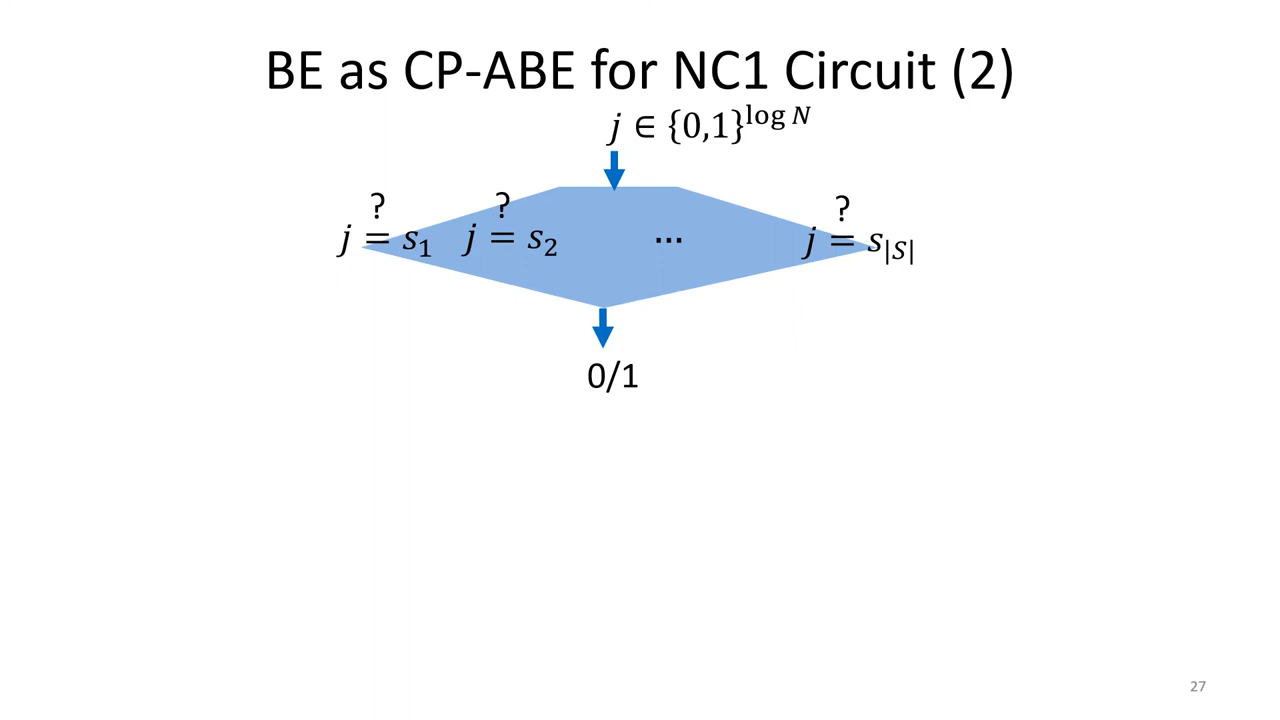 BE as CP-ABE for NC1 Circuit (2)
j ∈ {0,1}^{log N}
j =? s_1 j =? s_2 ... j =? s_{|S|}
0/1
27